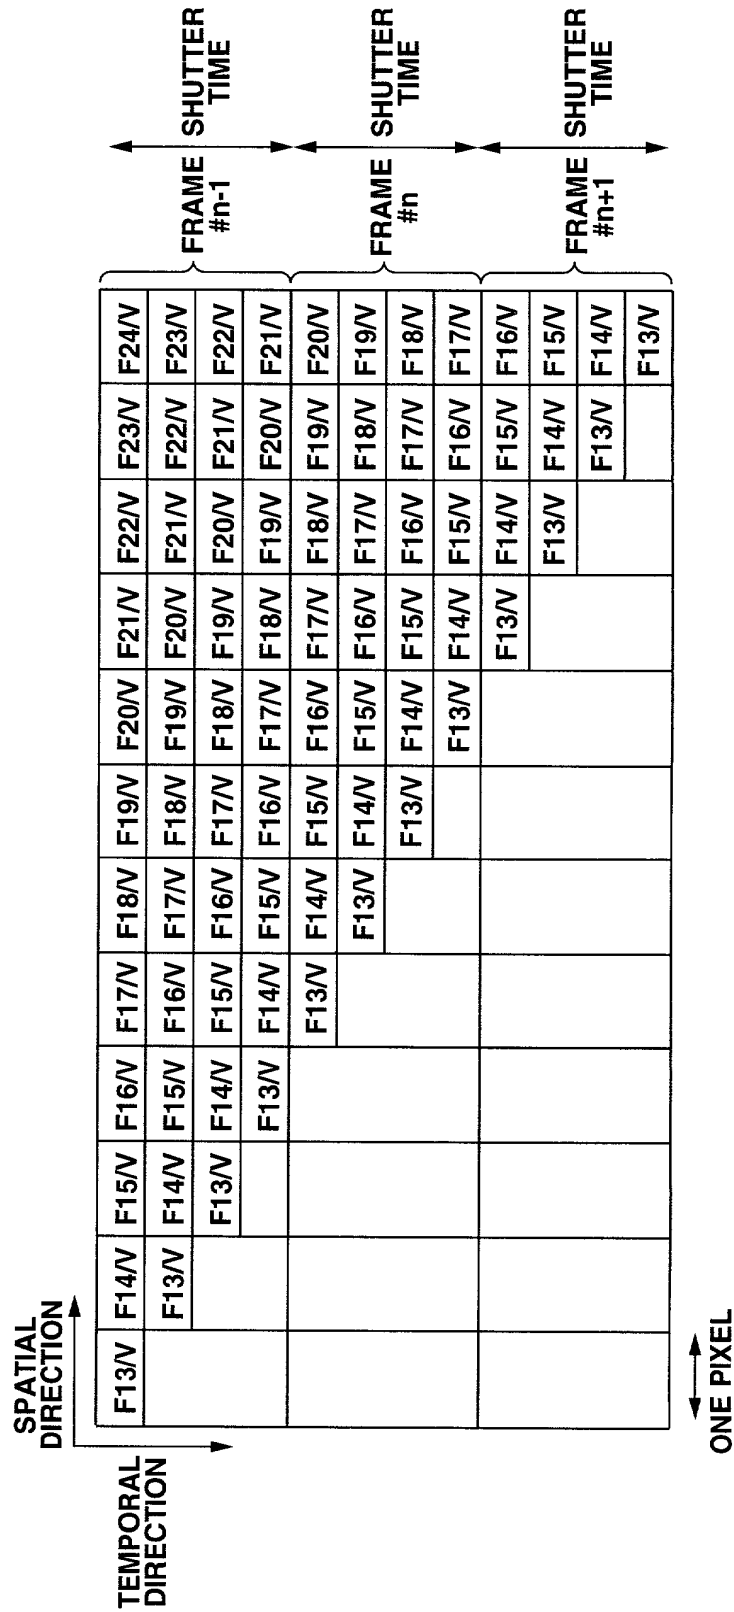 SPATIAL
DIRECTION
TEMPORAL
DIRECTION
F13/V F14/V F15/V F16/V F17/V F18/V F19/V F20/V F21/V F22/V F23/V F24/V
F13/V F14/V F15/V F16/V F17/V F18/V F19/V F20/V F21/V F22/V F23/V
F13/V F14/V F15/V F16/V F17/V F18/V F19/V F20/V F21/V F22/V
F13/V F14/V F15/V F16/V F17/V F18/V F19/V F20/V F21/V
FRAME
#n-1
SHUTTER
TIME
F13/V F14/V F15/V F16/V F17/V F18/V F19/V F20/V
F13/V F14/V F15/V F16/V F17/V F18/V F19/V
F13/V F14/V F15/V F16/V F17/V F18/V
F13/V F14/V F15/V F16/V F17/V
FRAME
#n
SHUTTER
TIME
F13/V F14/V F15/V F16/V
F13/V F14/V F15/V
F13/V F14/V
F13/V
FRAME
#n+1
SHUTTER
TIME
ONE PIXEL